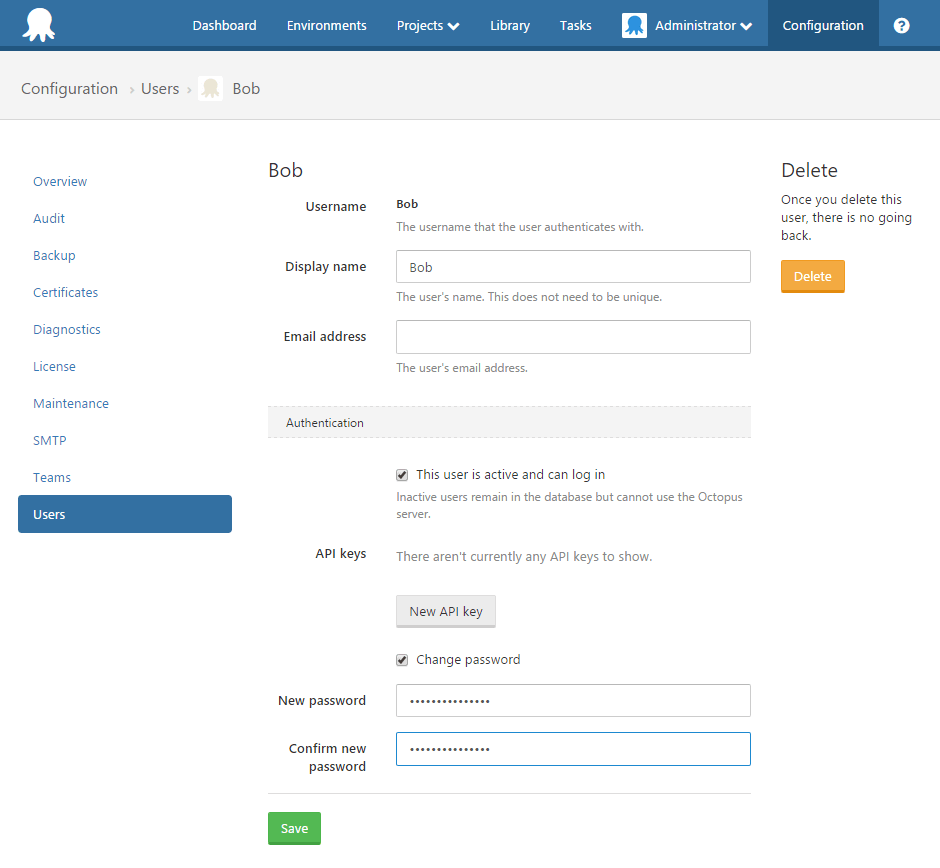 Dashboard Environments Projects Library Tasks Administrator Configuration ?
Configuration › Users › Bob
Overview
Audit
Backup
Certificates
Diagnostics
License
Maintenance
SMTP
Teams
Users
Bob
Username Bob
The username that the user authenticates with.
Display name Bob
The user's name. This does not need to be unique.
Email address
The user's email address.
Authentication
This user is active and can log in
Inactive users remain in the database but cannot use the Octopus
server.
API keys There aren't currently any API keys to show.
New API key
Change password
New password •••••••••••••••
Confirm new
password •••••••••••••••
Save
Delete
Once you delete this
user, there is no going
back.
Delete